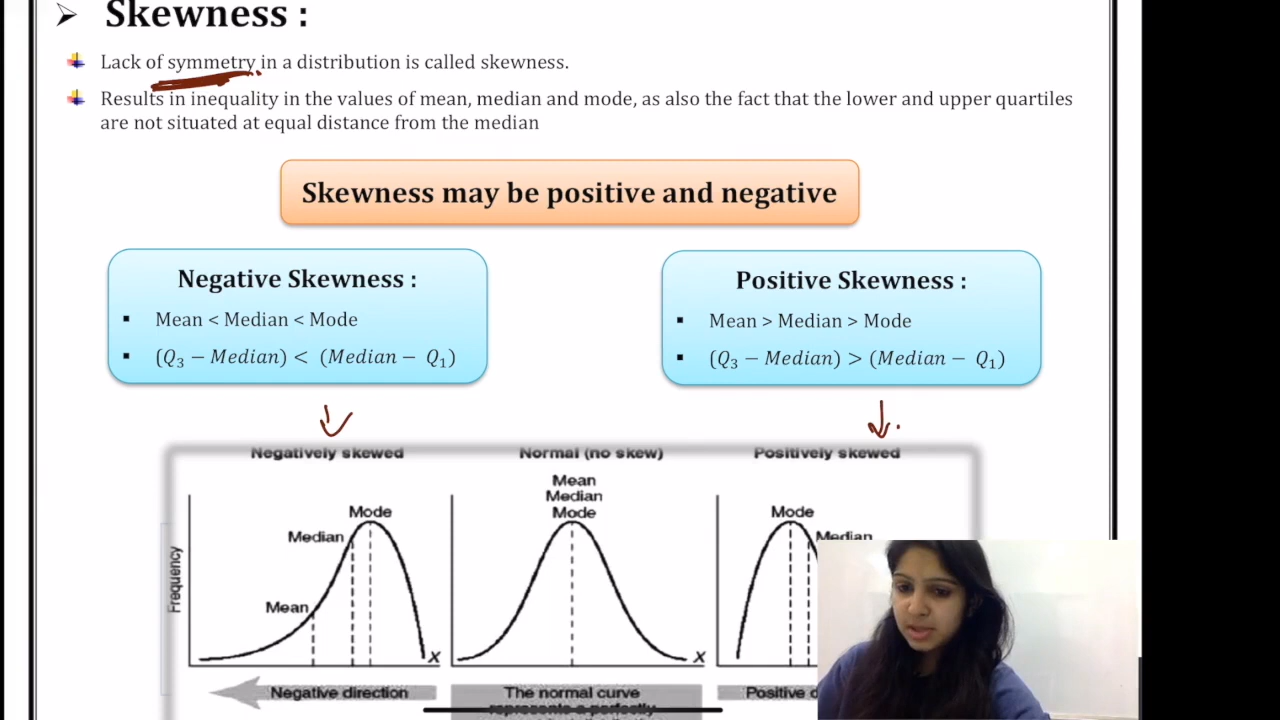 Skewness :
Lack of symmetry in a distribution is called skewness.
Results in inequality in the values of mean, median and mode, as also the fact that the lower and upper quartiles
are not situated at equal distance from the median
Skewness may be positive and negative
Negative Skewness :
Mean < Median < Mode
(Q₃ − Median) < (Median − Q₁)
Positive Skewness :
Mean > Median > Mode
(Q₃ − Median) > (Median − Q₁)
Negatively skewed
Mode
Median
Mean
Frequency
X
Negative direction
Normal (no skew)
Mean
Median
Mode
X
The normal curve
represents a perfectly
Positively skewed
Mode
Median
Positive